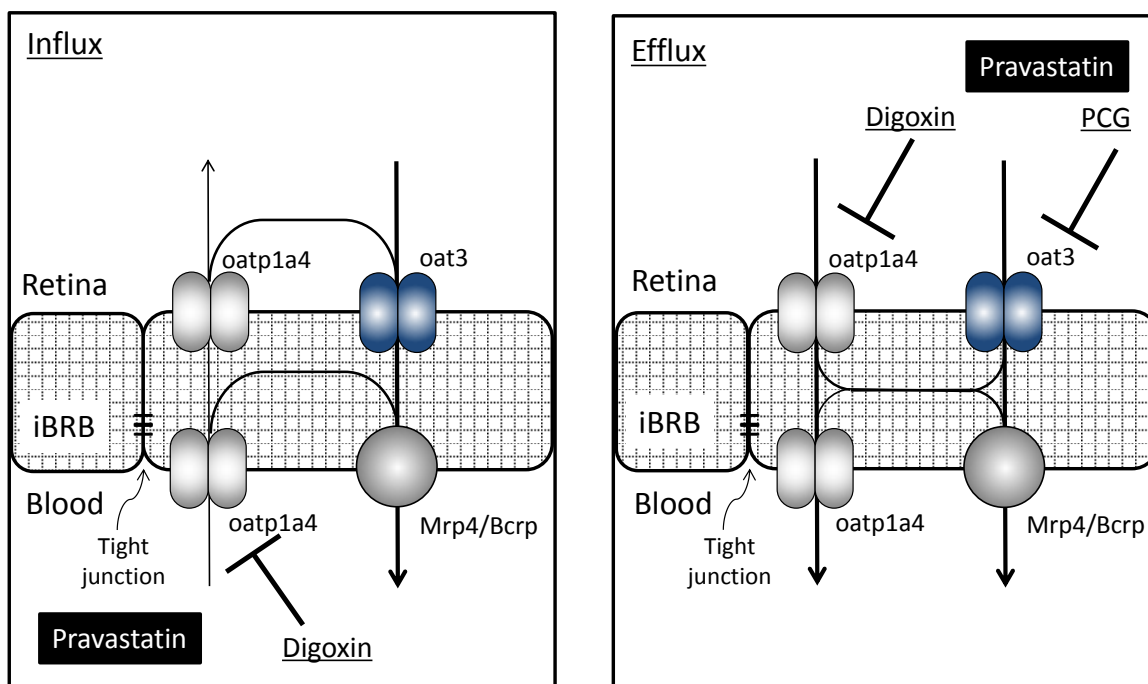 Influx
oatp1a4
oat3
Retina
iBRB
Blood
oatp1a4
Mrp4/Bcrp
Tight
junction
Pravastatin
Digoxin
Efflux
Pravastatin
Digoxin
PCG
oatp1a4
oat3
Retina
iBRB
Blood
oatp1a4
Mrp4/Bcrp
Tight
junction